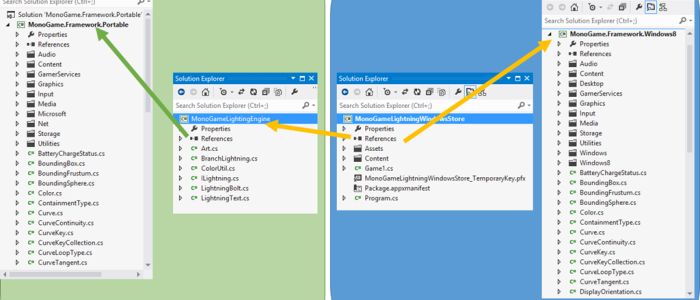 Search Solution Explorer (Ctrl+;)
Solution 'MonoGame.Framework.Portable'
MonoGame.Framework.Portable
Properties
References
Audio
Content
GamerServices
Graphics
Input
Media
Microsoft
Net
Storage
Utilities
BatteryChargeStatus.cs
BoundingBox.cs
BoundingFrustum.cs
BoundingSphere.cs
Color.cs
ContainmentType.cs
Curve.cs
CurveContinuity.cs
CurveKey.cs
CurveKeyCollection.cs
CurveLoopType.cs
CurveTangent.cs
Solution Explorer
Search Solution Explorer (Ctrl+;)
MonoGameLightingEngine
Properties
References
Art.cs
BranchLightning.cs
ColorUtil.cs
ILightning.cs
LightningBolt.cs
LightningText.cs
Solution Explorer
Search Solution Explorer (Ctrl+;)
MonoGameLightningWindowsStore
Properties
References
Assets
Content
Game1.cs
MonoGameLightningWindowsStore_TemporaryKey.pfx
Package.appxmanifest
Program.cs
Search Solution Explorer (Ctrl+;)
MonoGame.Framework.Windows8
Properties
References
Audio
Content
Desktop
GamerServices
Graphics
Input
Media
Storage
Utilities
Windows
Windows8
BatteryChargeStatus.cs
BoundingBox.cs
BoundingFrustum.cs
BoundingSphere.cs
Color.cs
ContainmentType.cs
Curve.cs
CurveContinuity.cs
CurveKey.cs
CurveKeyCollection.cs
CurveLoopType.cs
CurveTangent.cs
DisplayOrientation.cs